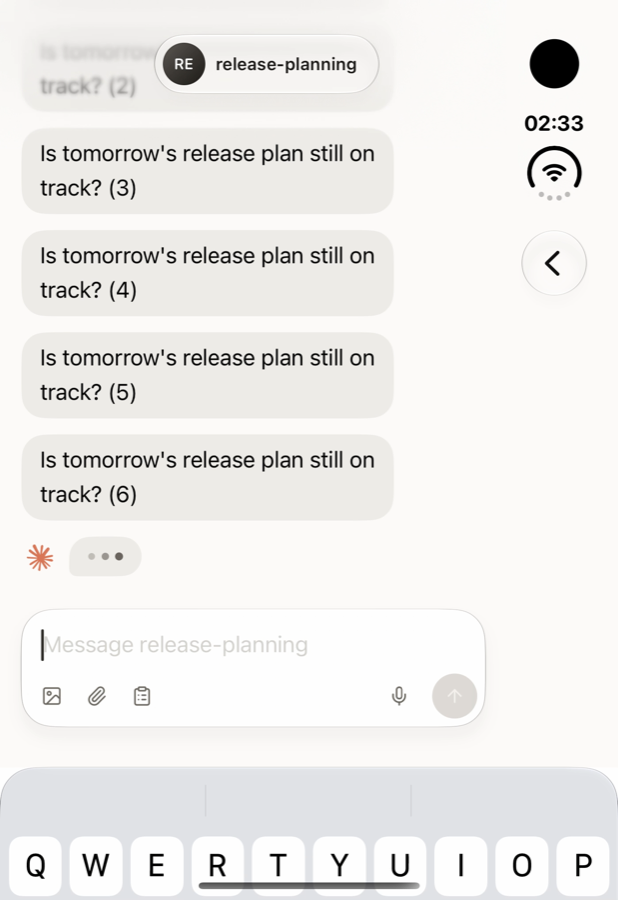 Is tomorrow
track? (2)
RE
release-planning
02:33
Is tomorrow's release plan still on
track? (3)
Is tomorrow's release plan still on
track? (4)
Is tomorrow's release plan still on
track? (5)
Is tomorrow's release plan still on
track? (6)
Message release-planning
Q W E R T Y U I O P